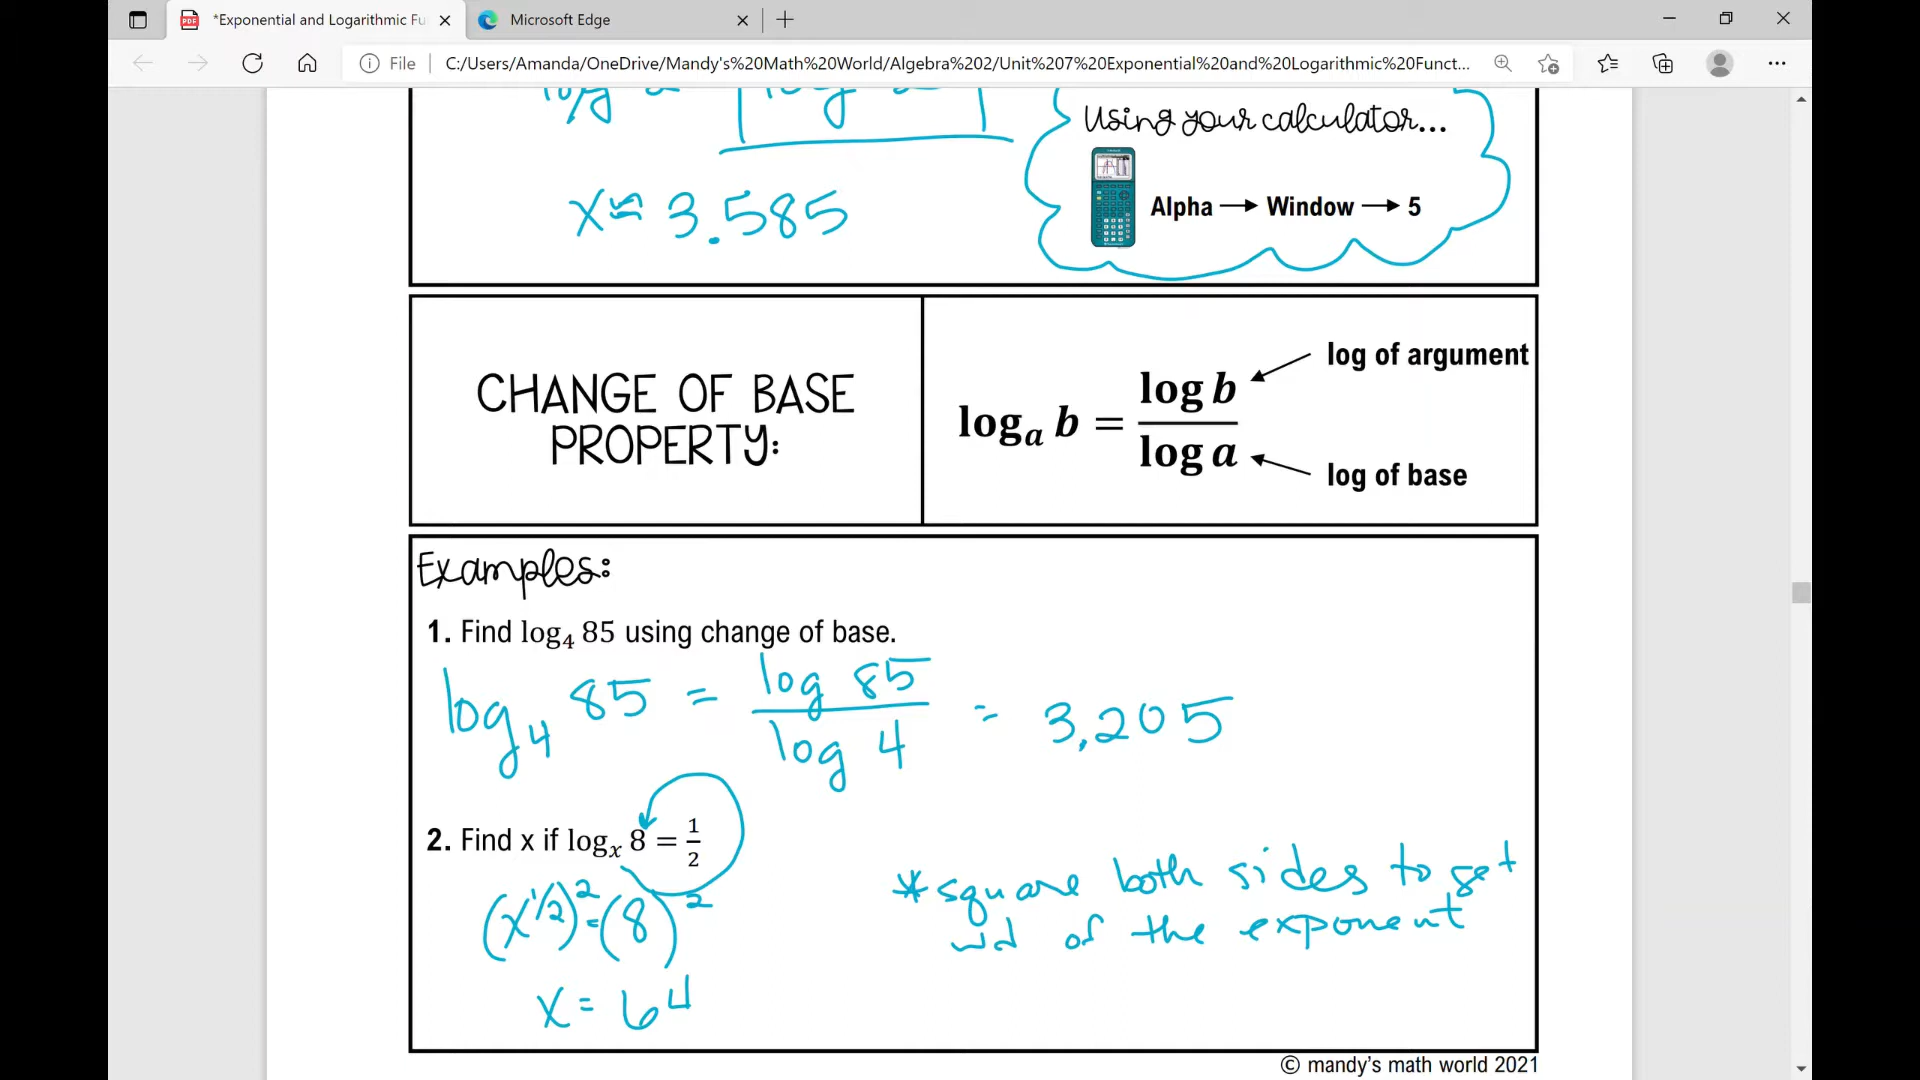 *Exponential and Logarithmic Fu
Microsoft Edge
File
C:/Users/Amanda/OneDrive/Mandy's%20Math%20World/Algebra%202/Unit%207%20Exponential%20and%20Logarithmic%20Funct...
Using your calculator...
x ≈ 3.585
Alpha → Window → 5
CHANGE OF BASE
PROPERTY:
logₐ b = log b / log a
log of argument
log of base
Examples:
1. Find log₄ 85 using change of base.
log₄ 85 = log 85 / log 4 = 3.205
2. Find x if logₓ 8 = 1/2
(x^1/2)² = (8)²
*square both sides to get
rid of the exponent
x = 64
© mandy's math world 2021